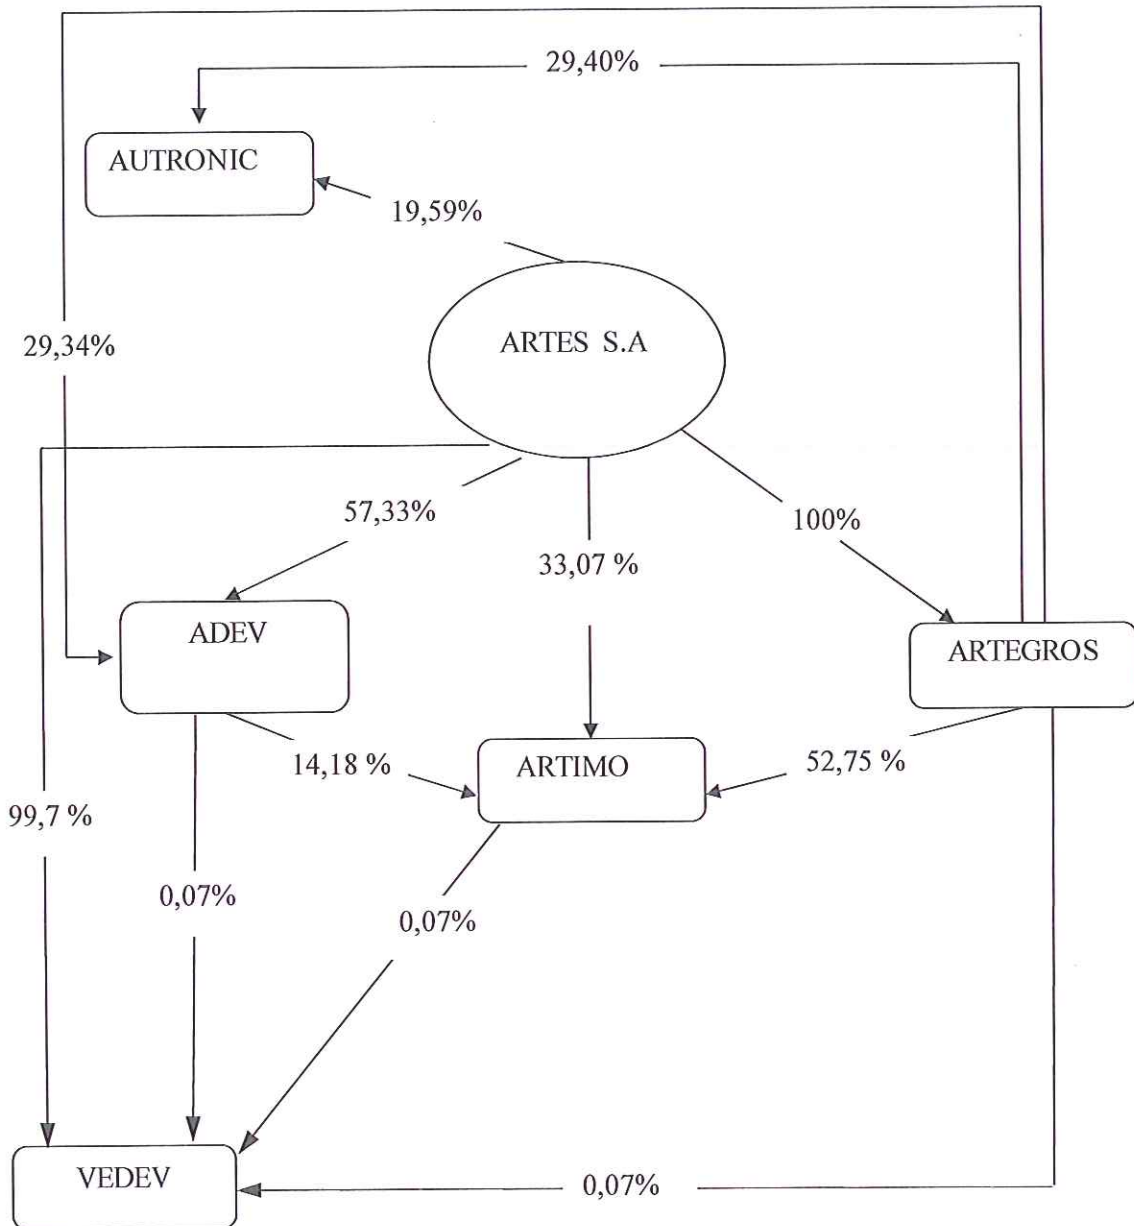 29,40%
AUTRONIC
19,59%
ARTES S.A
29,34%
57,33%
100%
33,07 %
ADEV
ARTEGROS
14,18 %
ARTIMO
52,75 %
99,7 %
0,07%
0,07%
VEDEV
0,07%